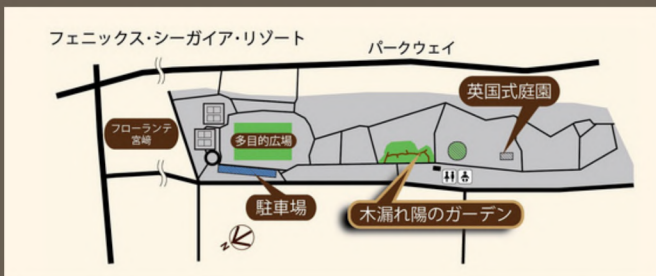 フェニックス・シーガイア・リゾート
パークウェイ
英国式庭園
フローランテ
宮崎
多目的広場
駐車場
木漏れ陽のガーデン
N